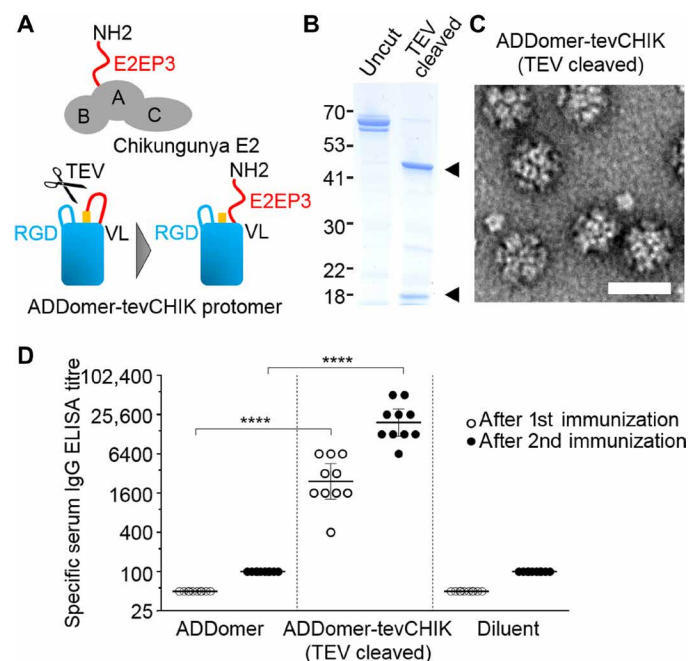 A
NH2
E2EP3
A
B
C
Chikungunya E2
TEV
NH2
E2EP3
RGD
VL
RGD
VL
ADDomer-tevCHIK protomer
B
Uncut
TEV
cleaved
70
53
41
30
22
18
C
ADDomer-tevCHIK
(TEV cleaved)
D
Specific serum IgG ELISA titre
102,400
25,600
6400
1600
400
100
25
****
****
After 1st immunization
After 2nd immunization
ADDomer
ADDomer-tevCHIK
(TEV cleaved)
Diluent